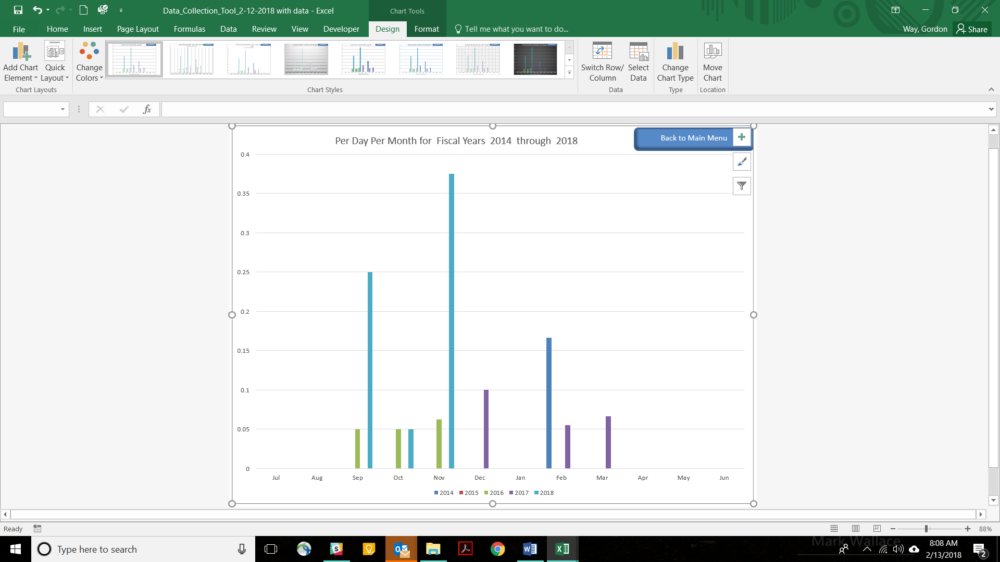 Data_Collection_Tool_2-12-2018 with data - Excel
Chart Tools
File Home Insert Page Layout Formulas Data Review View Developer Design Format Tell me what you want to do...
Way, Gordon Share
Add Chart Element
Quick Layout
Change Colors
Switch Row/ Column
Select Data
Change Chart Type
Move Chart
Chart Layouts
Chart Styles
Data
Type
Location
fx
Per Day Per Month for Fiscal Years 2014 through 2018
Back to Main Menu
0.4
0.35
0.3
0.25
0.2
0.15
0.1
0.05
0
Jul Aug Sep Oct Nov Dec Jan Feb Mar Apr May Jun
2014 2015 2016 2017 2018
Ready
88%
Type here to search
Mark Wallace
8:08 AM
2/13/2018
2